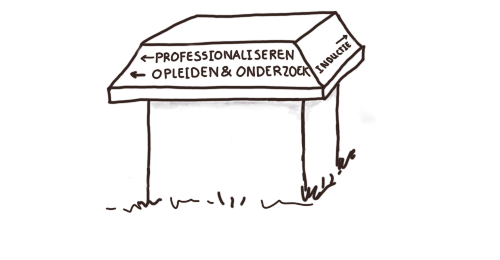 ← PROFESSIONALISEREN
← OPLEIDEN & ONDERZOEK
→ INDUCTIE